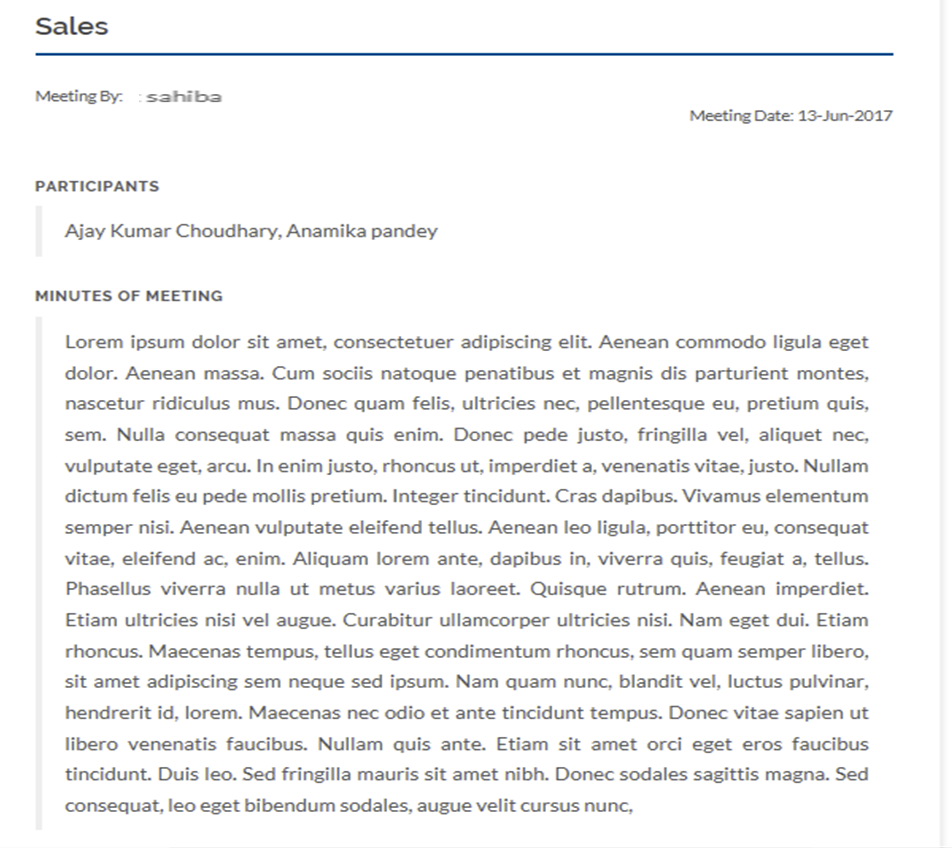 Sales
Meeting By: : sahiba
Meeting Date: 13-Jun-2017
PARTICIPANTS
Ajay Kumar Choudhary, Anamika pandey
MINUTES OF MEETING
Lorem ipsum dolor sit amet, consectetuer adipiscing elit. Aenean commodo ligula eget
dolor. Aenean massa. Cum sociis natoque penatibus et magnis dis parturient montes,
nascetur ridiculus mus. Donec quam felis, ultricies nec, pellentesque eu, pretium quis,
sem. Nulla consequat massa quis enim. Donec pede justo, fringilla vel, aliquet nec,
vulputate eget, arcu. In enim justo, rhoncus ut, imperdiet a, venenatis vitae, justo. Nullam
dictum felis eu pede mollis pretium. Integer tincidunt. Cras dapibus. Vivamus elementum
semper nisi. Aenean vulputate eleifend tellus. Aenean leo ligula, porttitor eu, consequat
vitae, eleifend ac, enim. Aliquam lorem ante, dapibus in, viverra quis, feugiat a, tellus.
Phasellus viverra nulla ut metus varius laoreet. Quisque rutrum. Aenean imperdiet.
Etiam ultricies nisi vel augue. Curabitur ullamcorper ultricies nisi. Nam eget dui. Etiam
rhoncus. Maecenas tempus, tellus eget condimentum rhoncus, sem quam semper libero,
sit amet adipiscing sem neque sed ipsum. Nam quam nunc, blandit vel, luctus pulvinar,
hendrerit id, lorem. Maecenas nec odio et ante tincidunt tempus. Donec vitae sapien ut
libero venenatis faucibus. Nullam quis ante. Etiam sit amet orci eget eros faucibus
tincidunt. Duis leo. Sed fringilla mauris sit amet nibh. Donec sodales sagittis magna. Sed
consequat, leo eget bibendum sodales, augue velit cursus nunc,